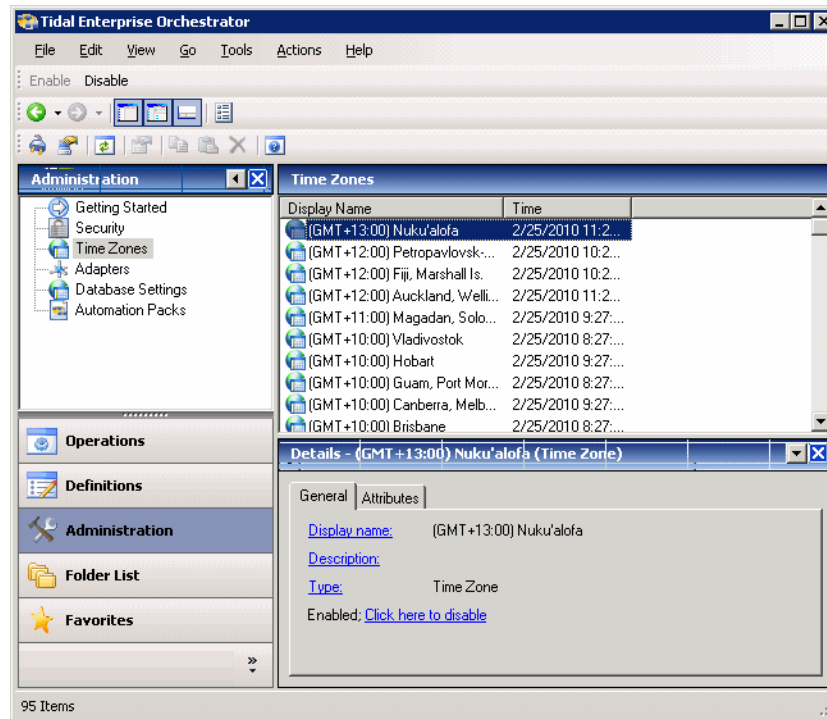 Tidal Enterprise Orchestrator
File Edit View Go Tools Actions Help
Enable Disable
Administration
Getting Started
Security
Time Zones
Adapters
Database Settings
Automation Packs
Operations
Definitions
Administration
Folder List
Favorites
Time Zones
Display Name Time
(GMT+13:00) Nuku'alofa 2/25/2010 11:2...
(GMT+12:00) Petropavlovsk-... 2/25/2010 10:2...
(GMT+12:00) Fiji, Marshall Is. 2/25/2010 10:2...
(GMT+12:00) Auckland, Welli... 2/25/2010 11:2...
(GMT+11:00) Magadan, Solo... 2/25/2010 9:27:...
(GMT+10:00) Vladivostok 2/25/2010 8:27:...
(GMT+10:00) Hobart 2/25/2010 9:27:...
(GMT+10:00) Guam, Port Mor... 2/25/2010 8:27:...
(GMT+10:00) Canberra, Melb... 2/25/2010 9:27:...
(GMT+10:00) Brisbane 2/25/2010 8:27:...
Details - (GMT+13:00) Nuku'alofa (Time Zone)
General Attributes
Display name: (GMT+13:00) Nuku'alofa
Description:
Type: Time Zone
Enabled; Click here to disable
95 Items